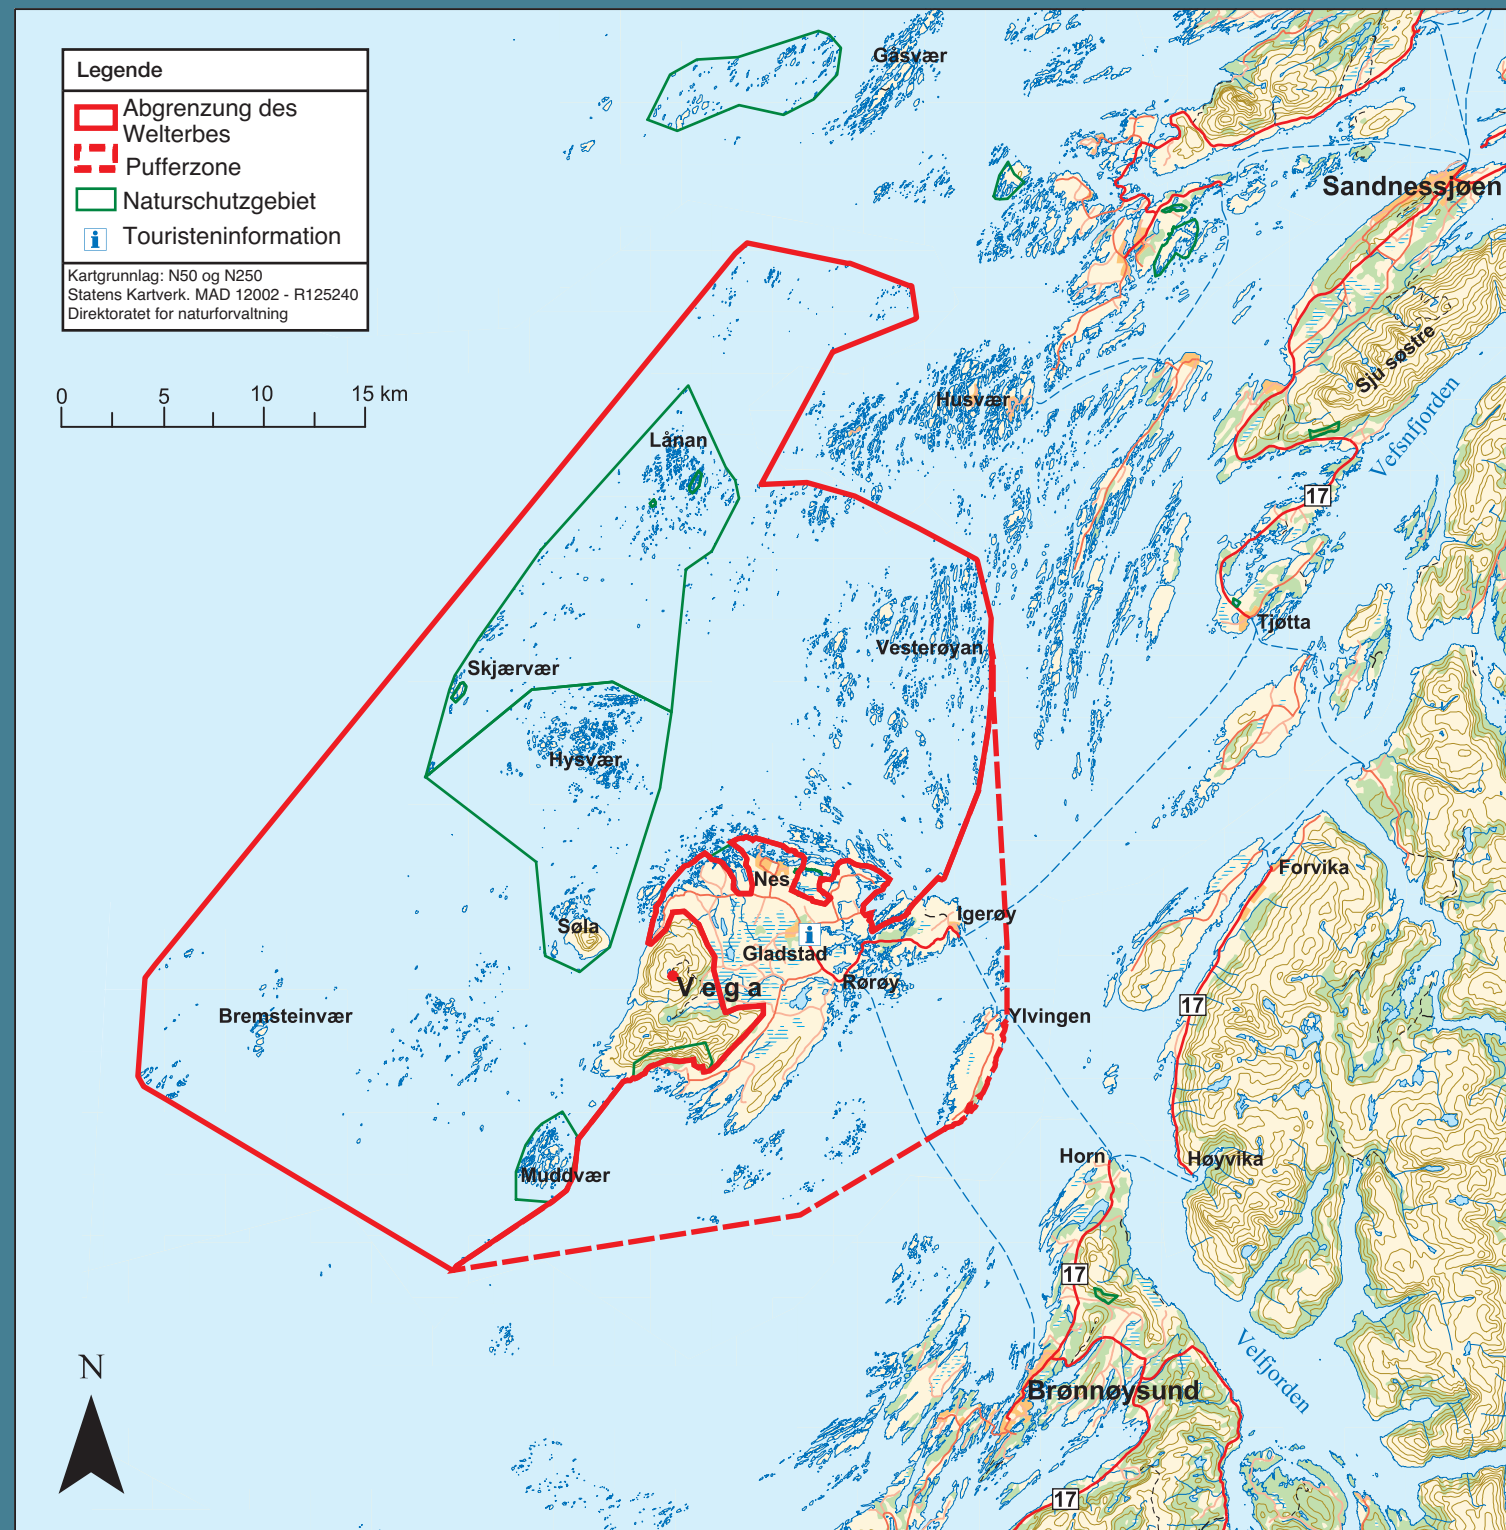 Legende
Abgrenzung des
Welterbes
Pufferzone
Naturschutzgebiet
i Touristeninformation
Kartgrunnlag: N50 og N250
Statens Kartverk. MAD 12002 - R125240
Direktoratet for naturforvaltning
0 5 10 15 km
Gåsvær
Sandnessjøen
Sju søstre
Husvær
Vefsnfjorden
Lånan
17
Tjøtta
Vesterøyan
Skjærvær
Hysvær
Forvika
Nes
Igerøy
Søla
i
Gladstad
Rørøy
Vega
17
Bremsteinvær
Ylvingen
Horn
Høyvika
Muddvær
17
Velfjorden
N
Brønnøysund
17